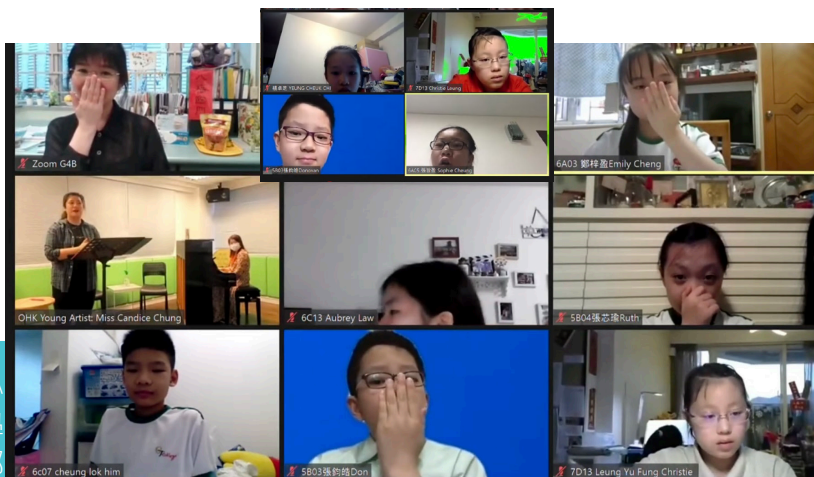 Zoom G4B
YEUNG CHEUK CHI
7D13 Christie Leung
5B03張鈞皓Donovan
Sophie Cheung
6A03 鄭梓盈Emily Cheng
OHK Young Artist: Miss Candice Chung
6C13 Aubrey Law
5B04張芯瑜Ruth
6c07 cheung lok him
5B03張鈞皓Don
7D13 Leung Yu Fung Christie